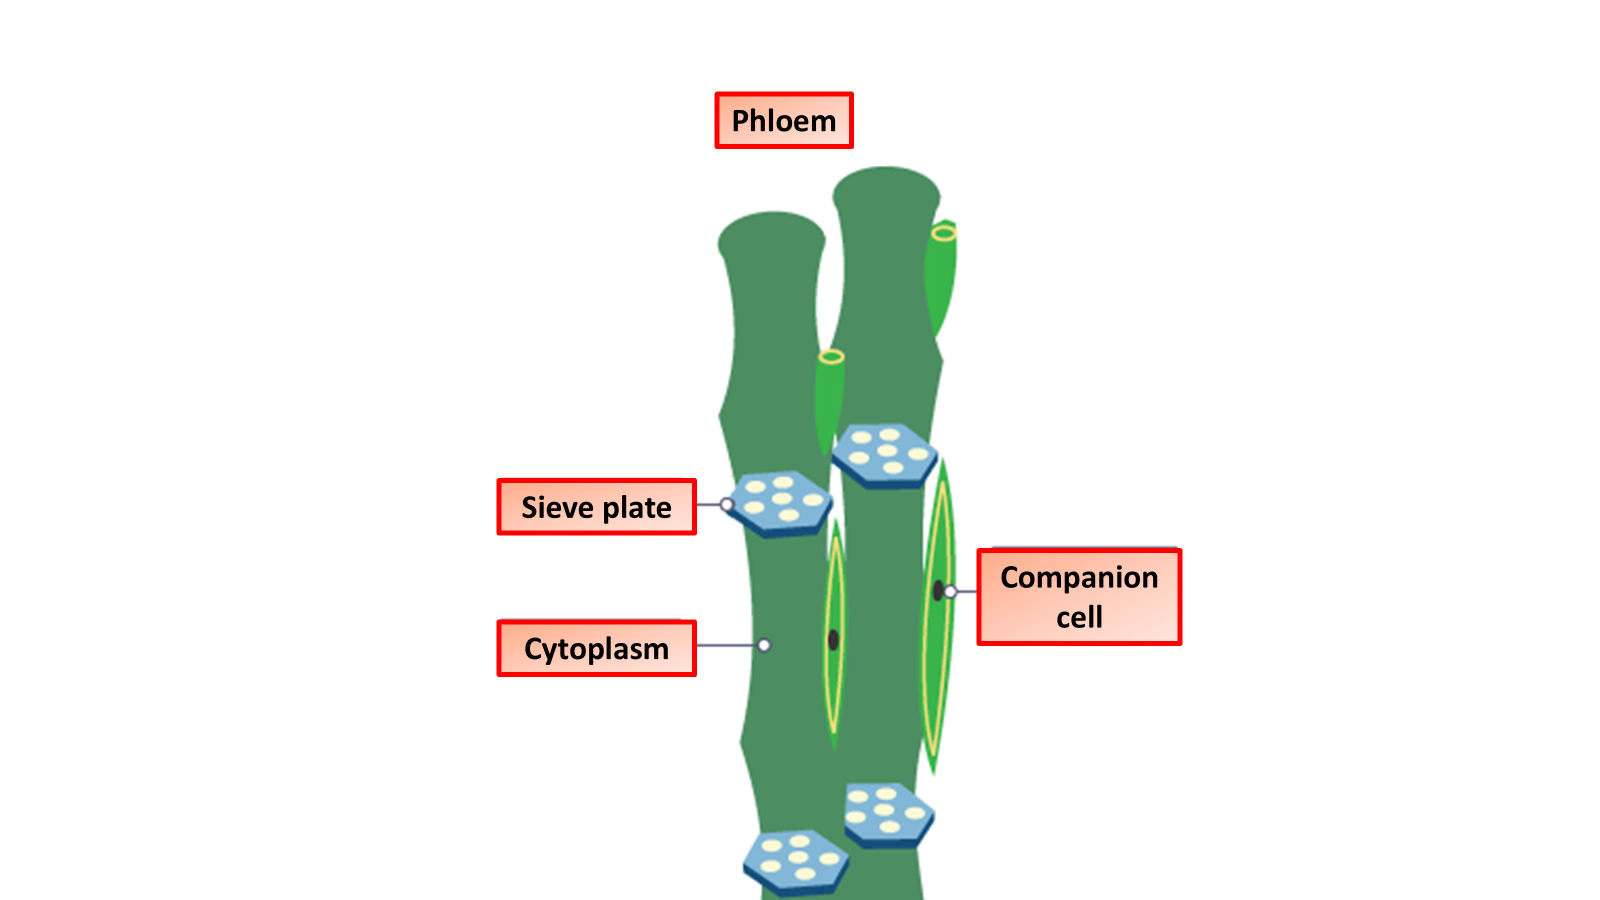 Phloem
Sieve plate
Companion
cell
Cytoplasm